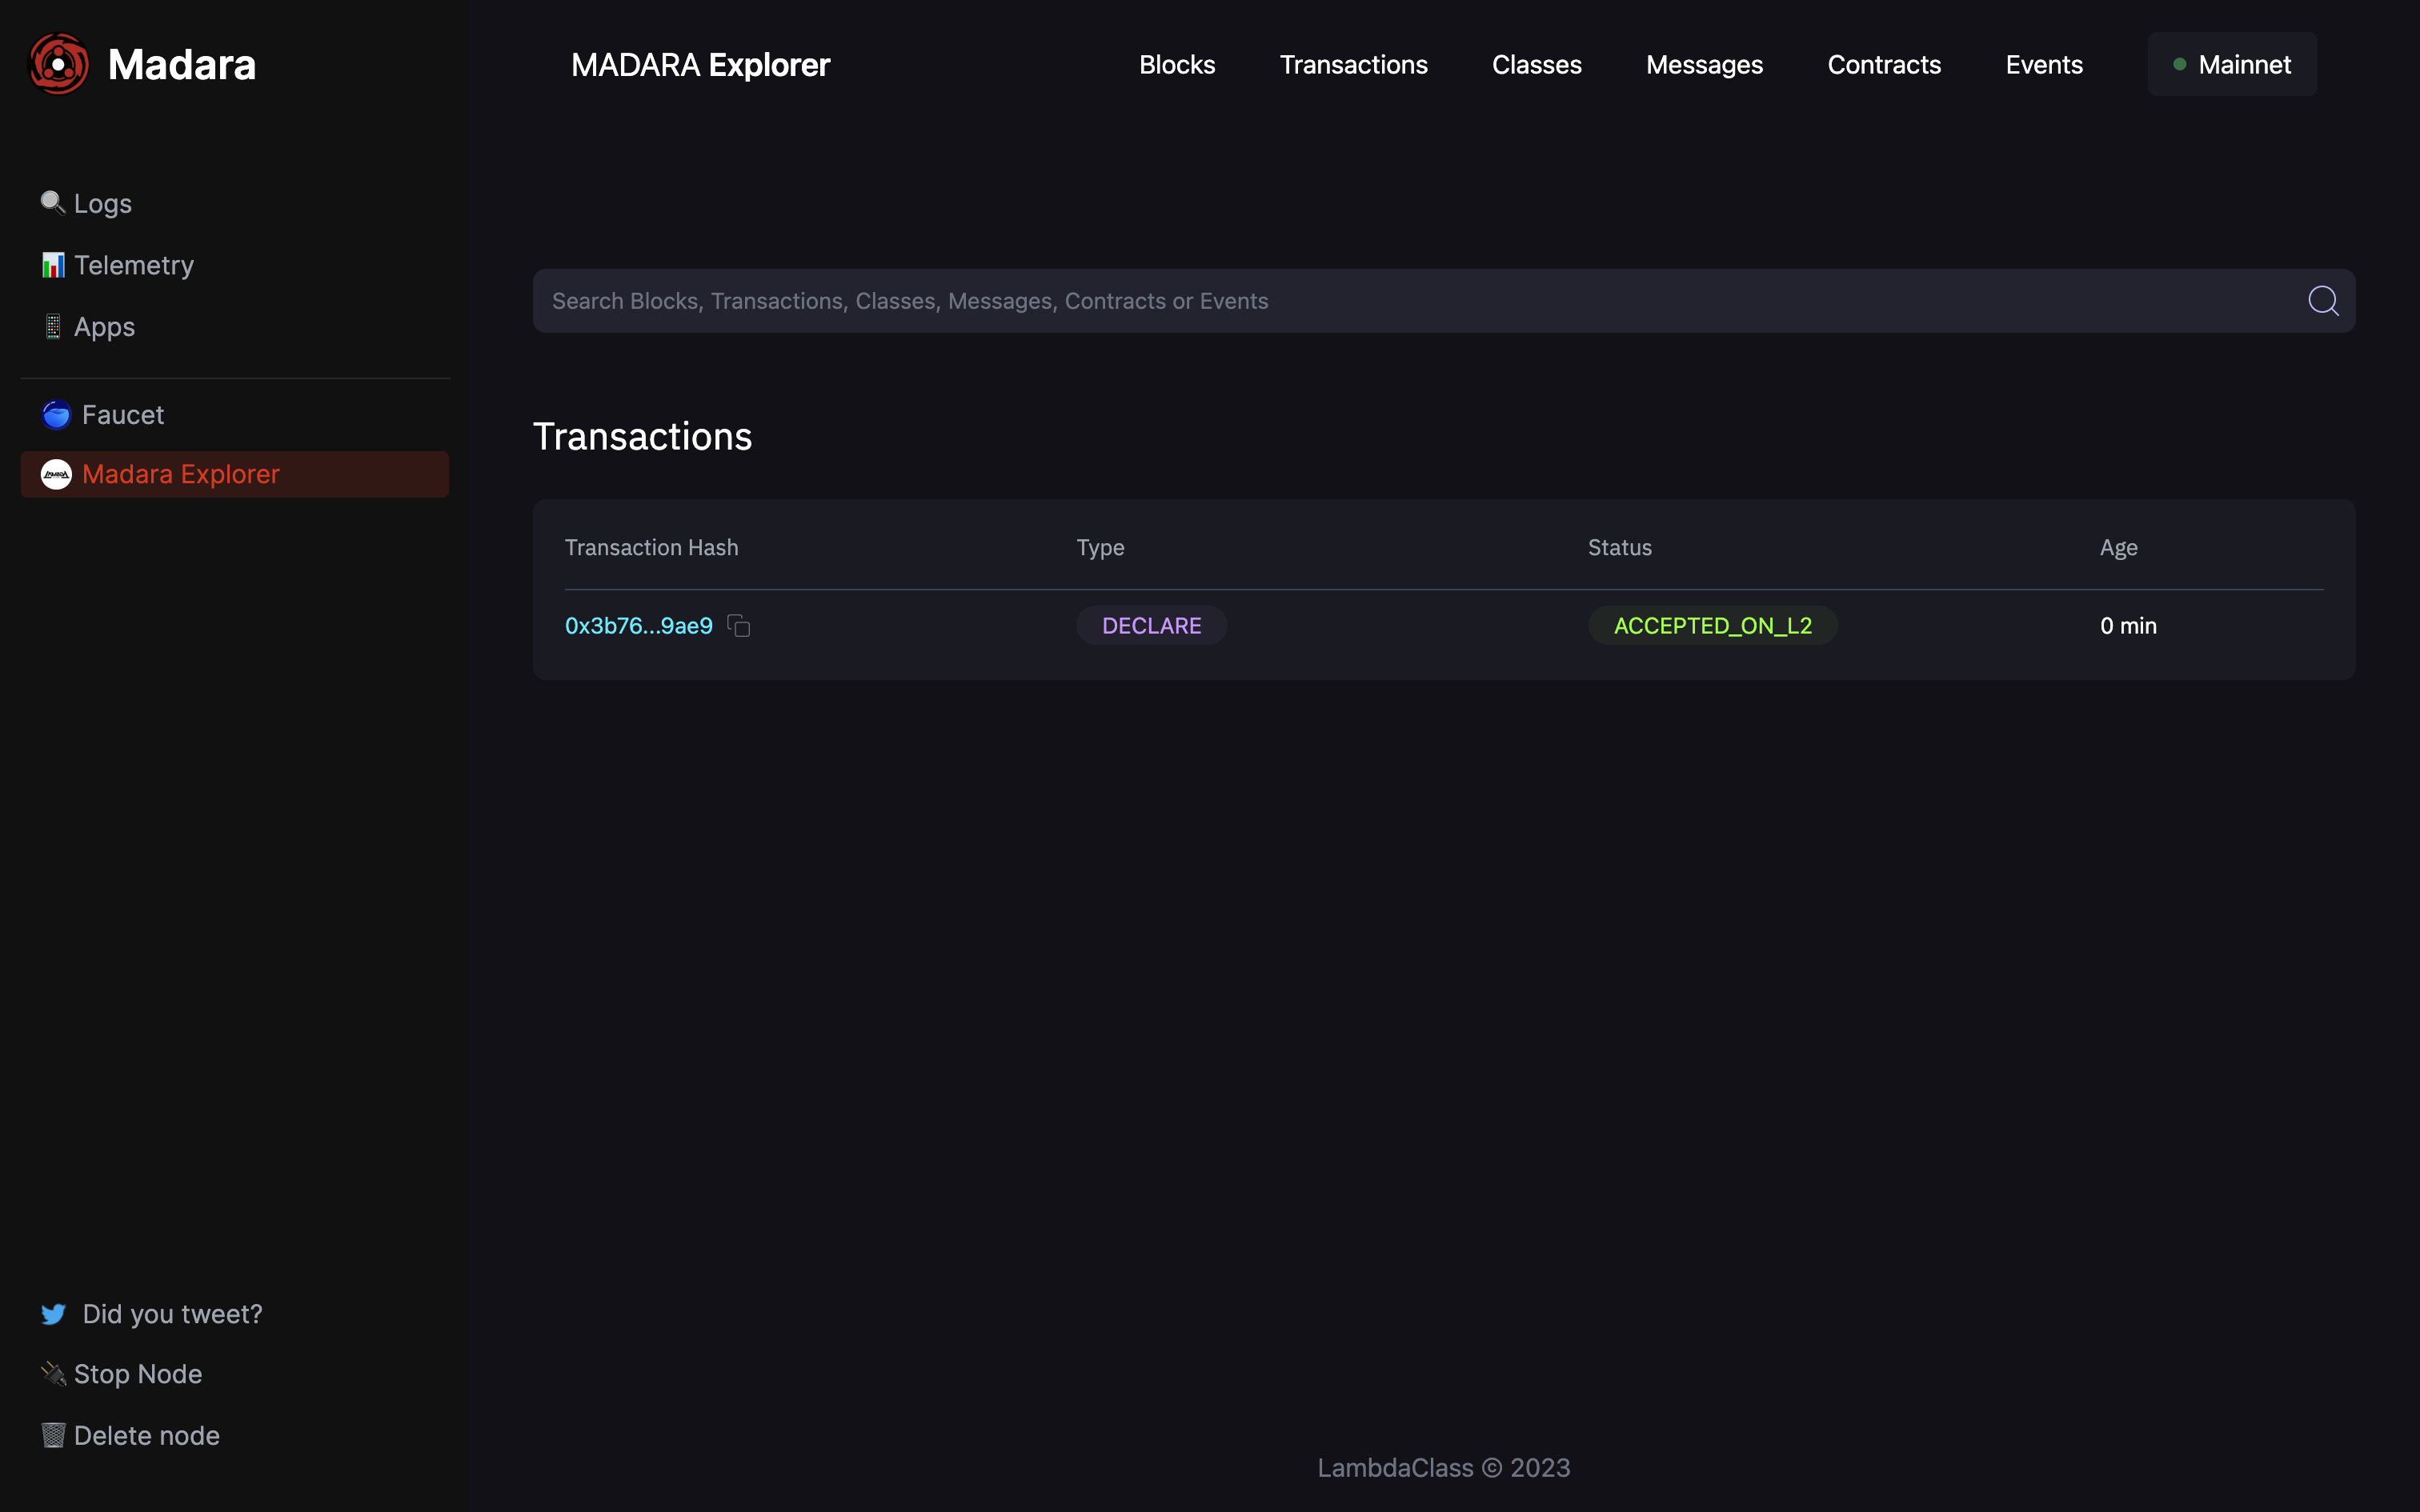 Madara
Logs
Telemetry
Apps
Faucet
Madara Explorer
Did you tweet?
Stop Node
Delete node
MADARA Explorer
Blocks Transactions Classes Messages Contracts Events Mainnet
Search Blocks, Transactions, Classes, Messages, Contracts or Events
Transactions
Transaction Hash Type Status Age
0x3b76...9ae9 DECLARE ACCEPTED_ON_L2 0 min
LambdaClass © 2023